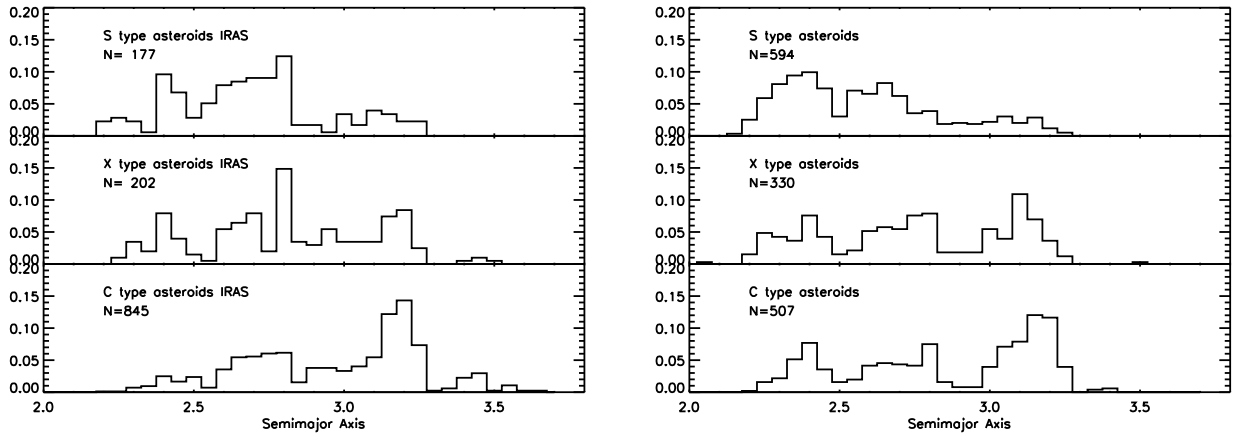 0.20
0.15
0.10
0.05
0.00
S type asteroids IRAS
N= 177
0.20
0.15
0.10
0.05
0.00
X type asteroids IRAS
N= 202
0.20
0.15
0.10
0.05
0.00
C type asteroids IRAS
N=845
2.0 2.5 3.0 3.5
Semimajor Axis
0.20
0.15
0.10
0.05
0.00
S type asteroids
N=594
0.20
0.15
0.10
0.05
0.00
X type asteroids
N=330
0.20
0.15
0.10
0.05
0.00
C type asteroids
N=507
2.0 2.5 3.0 3.5
Semimajor Axis